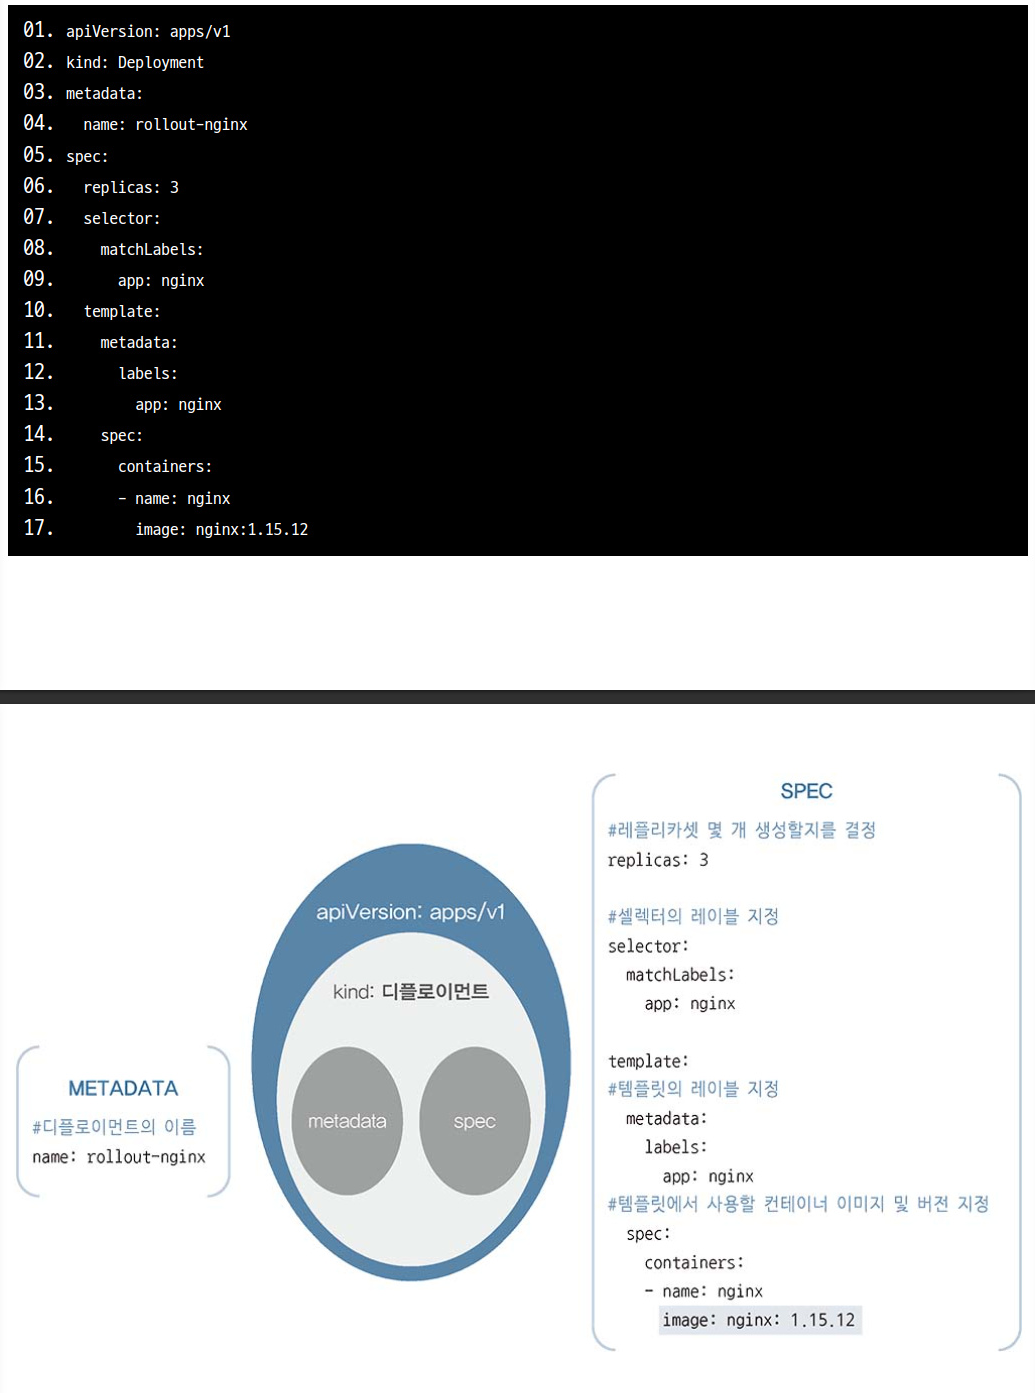 01. apiVersion: apps/v1
02. kind: Deployment
03. metadata:
04.   name: rollout-nginx
05. spec:
06.   replicas: 3
07.   selector:
08.     matchLabels:
09.       app: nginx
10.   template:
11.     metadata:
12.       labels:
13.         app: nginx
14.     spec:
15.       containers:
16.       - name: nginx
17.         image: nginx:1.15.12
METADATA
#디플로이먼트의 이름
name: rollout-nginx
apiVersion: apps/v1
kind: 디플로이먼트
metadata
spec
SPEC
#레플리카셋 몇 개 생성할지를 결정
replicas: 3
#셀렉터의 레이블 지정
selector:
  matchLabels:
    app: nginx
template:
#템플릿의 레이블 지정
  metadata:
    labels:
      app: nginx
#템플릿에서 사용할 컨테이너 이미지 및 버전 지정
  spec:
    containers:
    - name: nginx
      image: nginx: 1.15.12